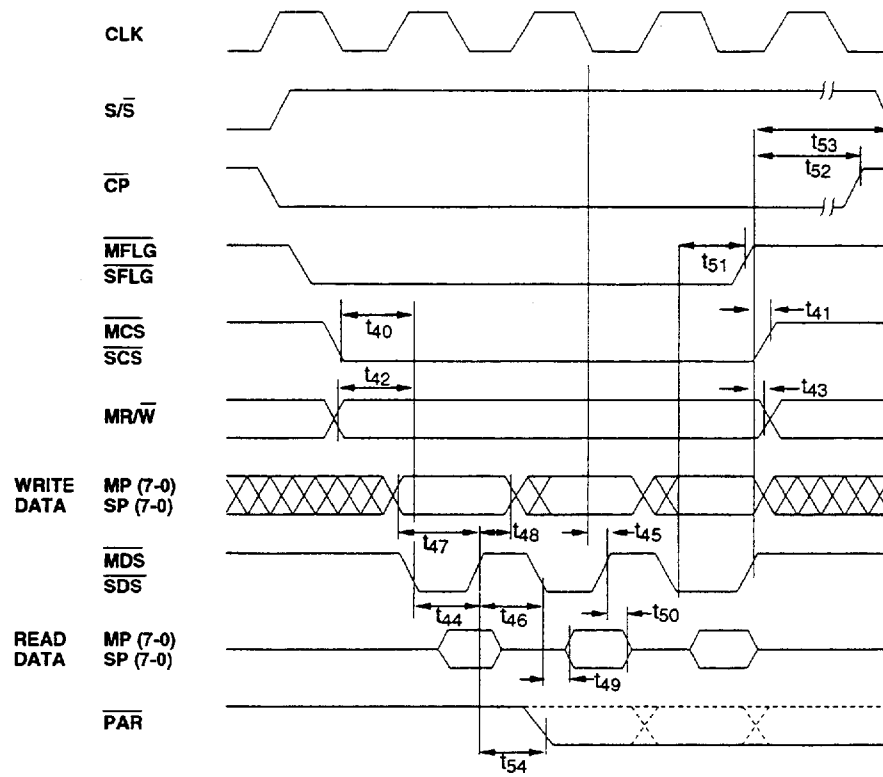 CLK
S/S̅
t53
t52
C̅P̅
M̅F̅L̅G̅
S̅F̅L̅G̅
t51
M̅C̅S̅
S̅C̅S̅
t40
t41
MR/W̅
t42
t43
WRITE DATA
MP (7-0)
SP (7-0)
t47
t48
t45
M̅D̅S̅
S̅D̅S̅
t44
t46
t50
READ DATA
MP (7-0)
SP (7-0)
t49
P̅A̅R̅
t54